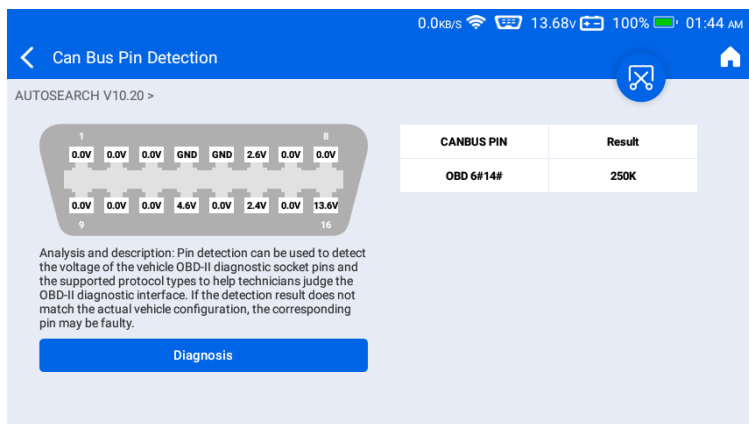 0.0KB/S 13.68V 100% 01:44 AM
Can Bus Pin Detection
AUTOSEARCH V10.20 >
1 8
0.0V 0.0V 0.0V GND GND 2.6V 0.0V 0.0V
0.0V 0.0V 0.0V 4.6V 0.0V 2.4V 0.0V 13.6V
9 16
Analysis and description: Pin detection can be used to detect
the voltage of the vehicle OBD-II diagnostic socket pins and
the supported protocol types to help technicians judge the
OBD-II diagnostic interface. If the detection result does not
match the actual vehicle configuration, the corresponding
pin may be faulty.
Diagnosis
CANBUS PIN Result
OBD 6#14# 250K